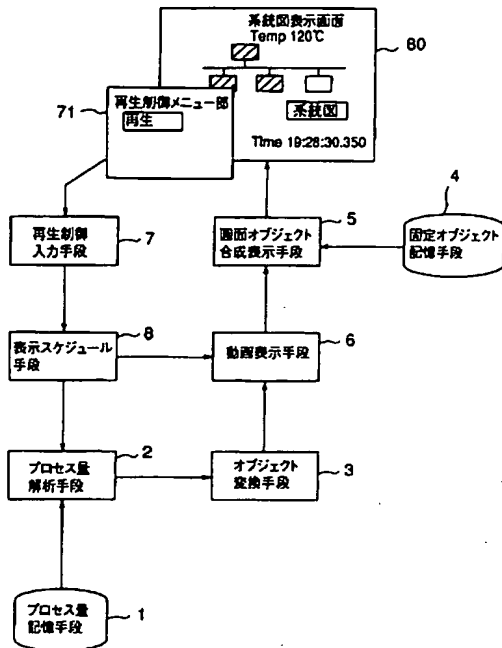 系統図表示画面
Temp 120℃
80
系統図
Time 19:28:30.350
71
再生制御メニュー部
再生
再生制御
入力手段
7
画面オブジェクト
合成表示手段
5
固定オブジェクト
記憶手段
4
表示スケジュール
手段
8
動画表示手段
6
プロセス量
解析手段
2
オブジェクト
変換手段
3
プロセス量
記憶手段
1